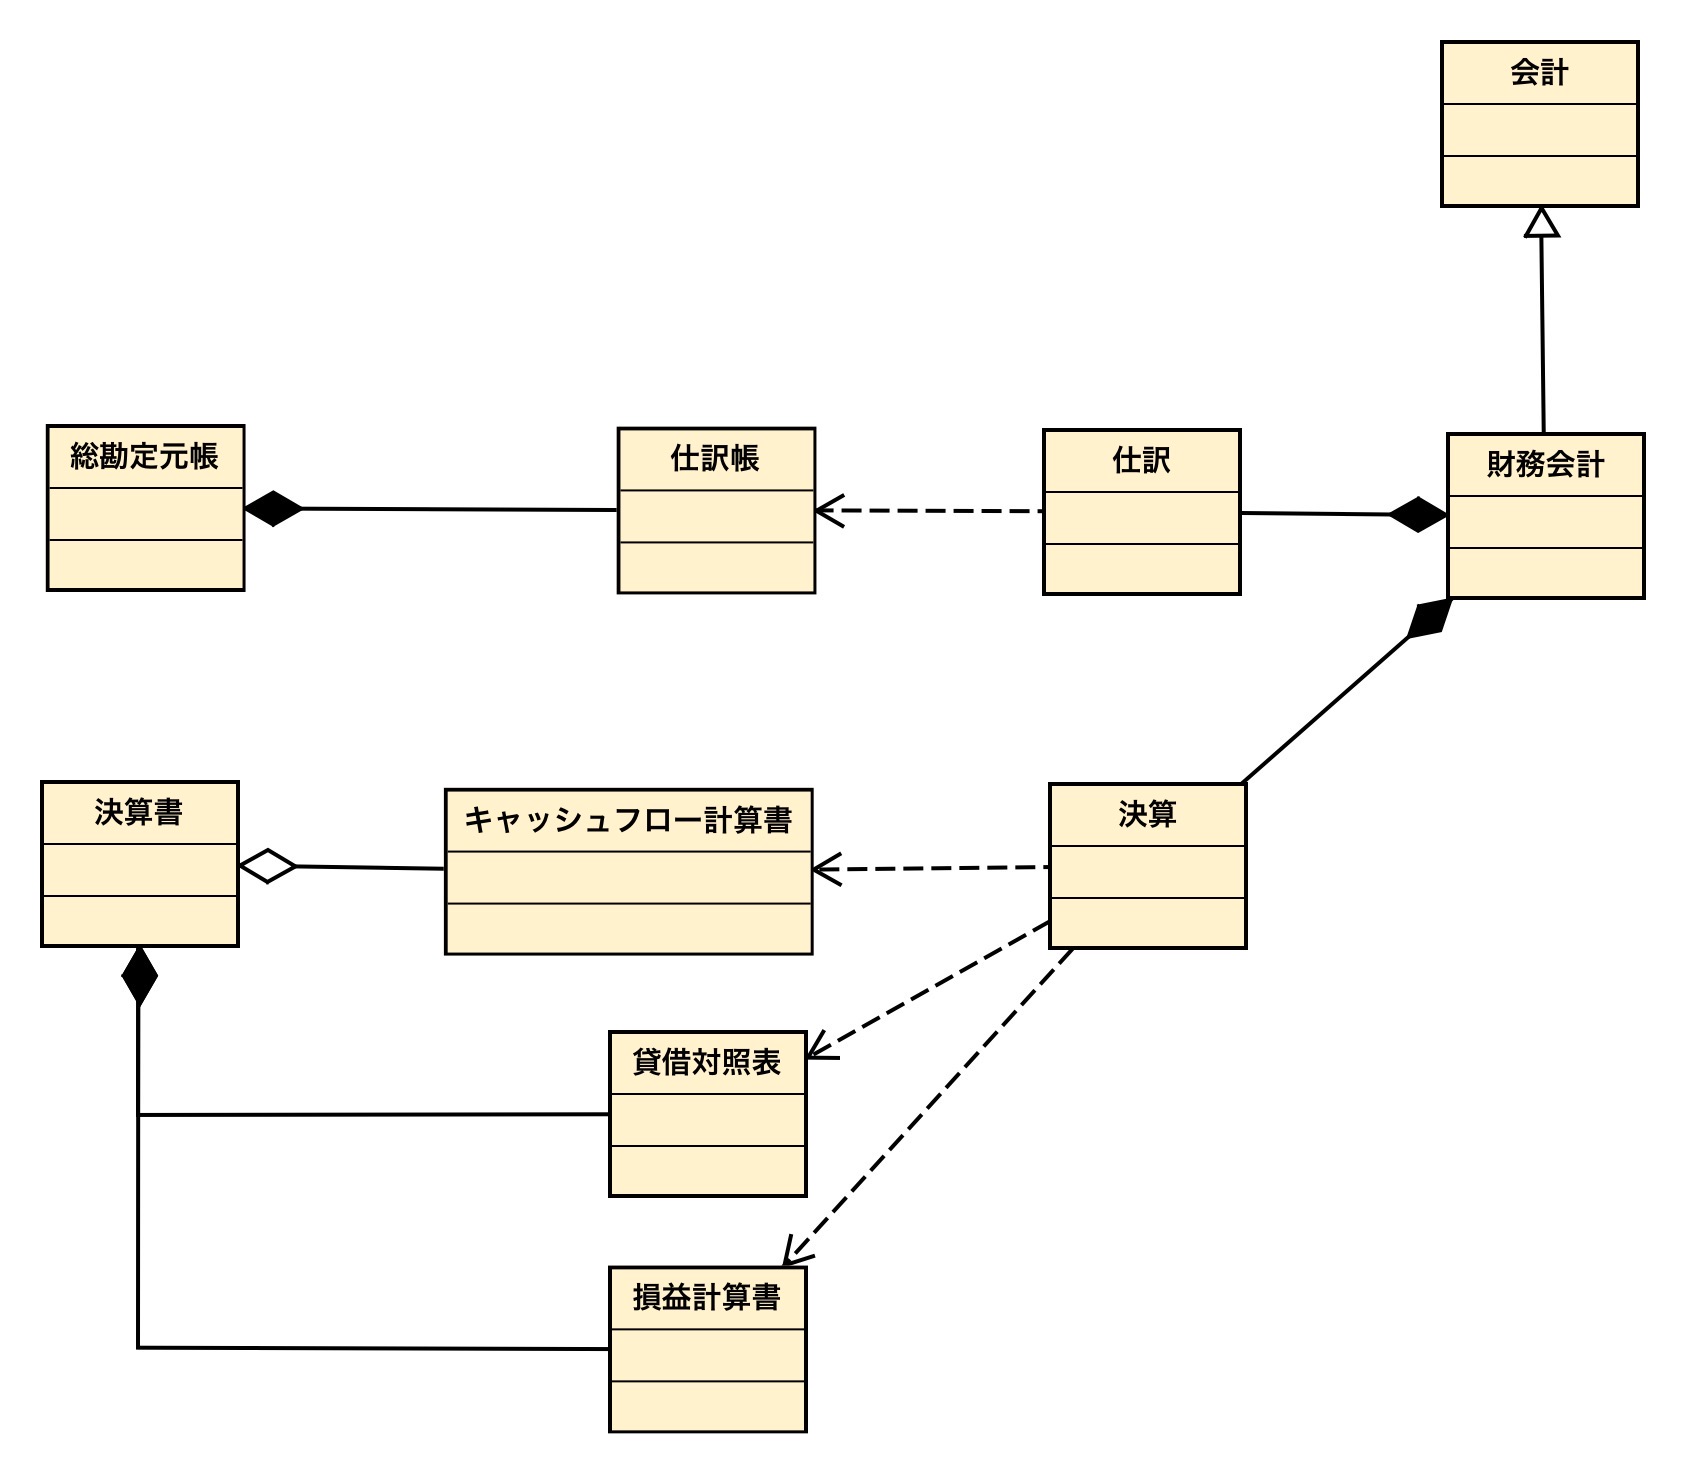 会計
総勘定元帳
仕訳帳
仕訳
財務会計
決算書
キャッシュフロー計算書
決算
貸借対照表
損益計算書